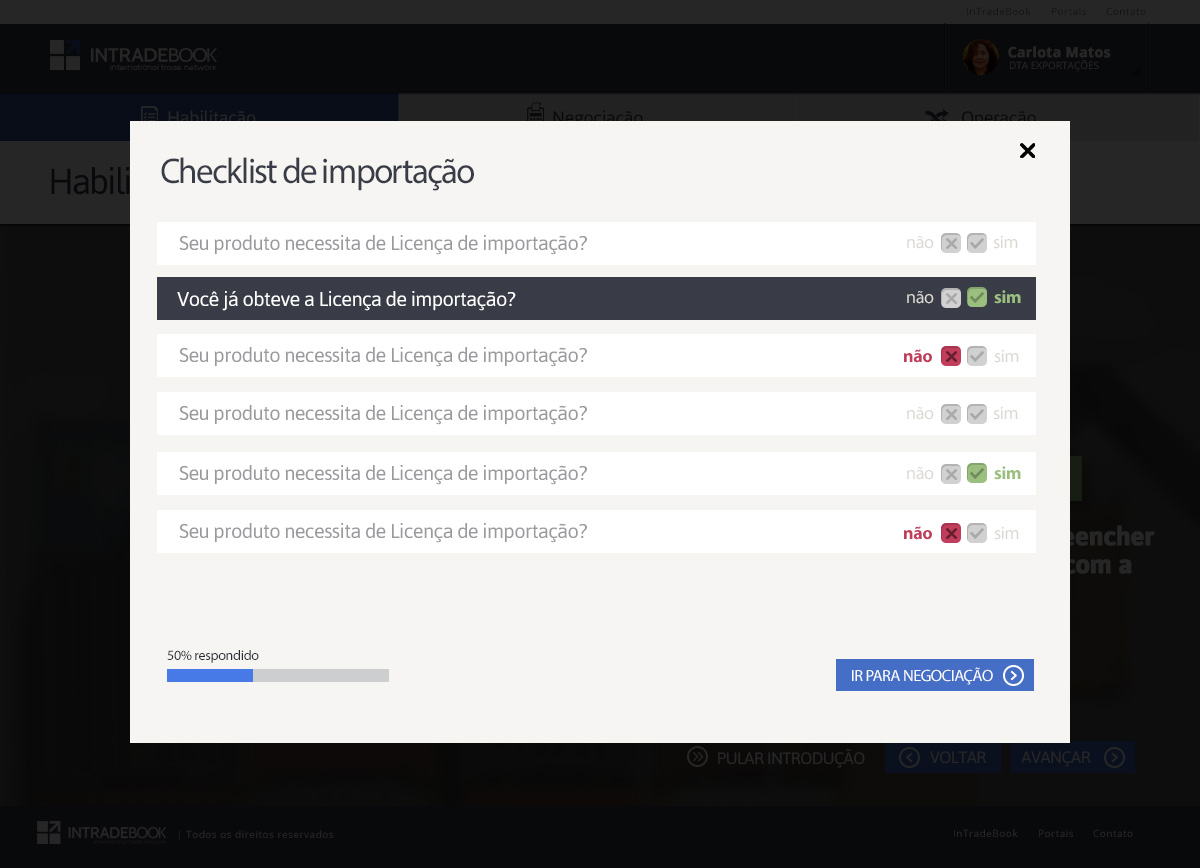 InTradeBook Portais Contato
INTRADEBOOK
international trade network
Carlota Matos
DTA EXPORTAÇÕES
Habilitação Negociação Operação
Habili
Checklist de importação
Seu produto necessita de Licença de importação? não sim
Você já obteve a Licença de importação? não sim
Seu produto necessita de Licença de importação? não sim
Seu produto necessita de Licença de importação? não sim
Seu produto necessita de Licença de importação? não sim
Seu produto necessita de Licença de importação? não sim
eencher
com a
50% respondido
IR PARA NEGOCIAÇÃO
PULAR INTRODUÇÃO VOLTAR AVANÇAR
INTRADEBOOK | Todos os direitos reservados
InTradeBook Portais Contato